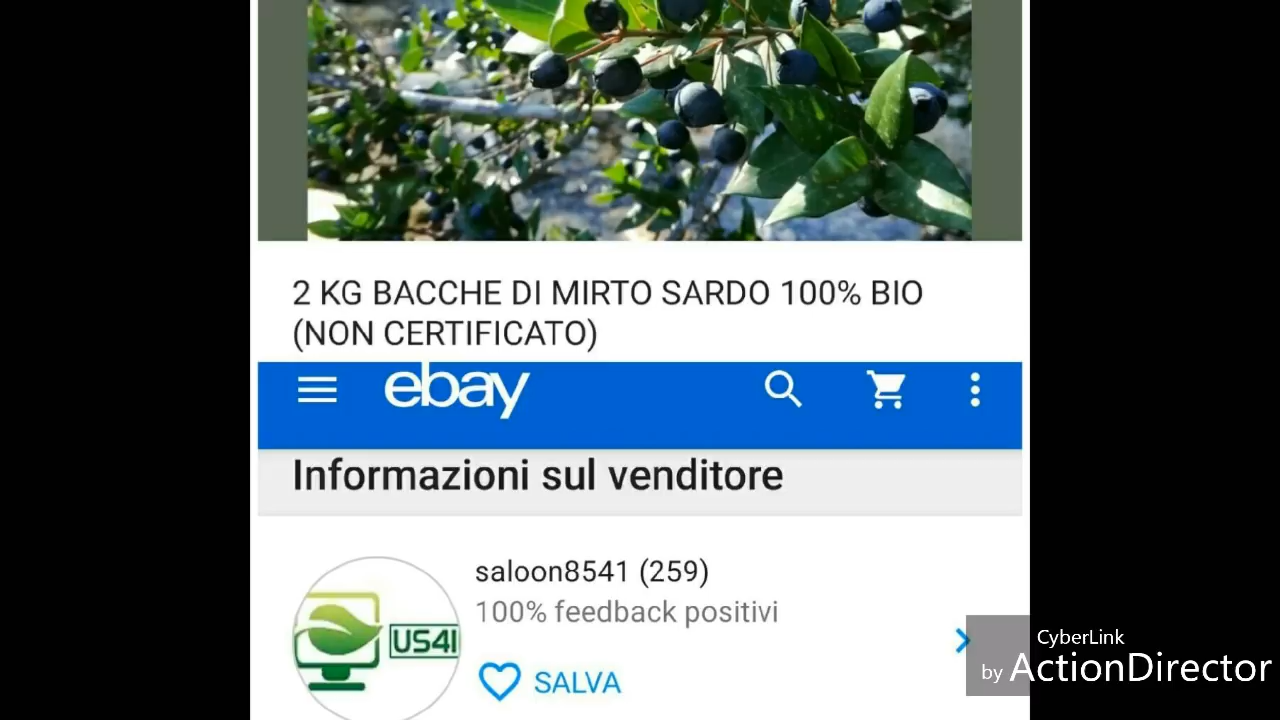 2 KG BACCHE DI MIRTO SARDO 100% BIO
(NON CERTIFICATO)
ebay
Informazioni sul venditore
saloon8541 (259)
100% feedback positivi
US4I
SALVA
CyberLink
by ActionDirector